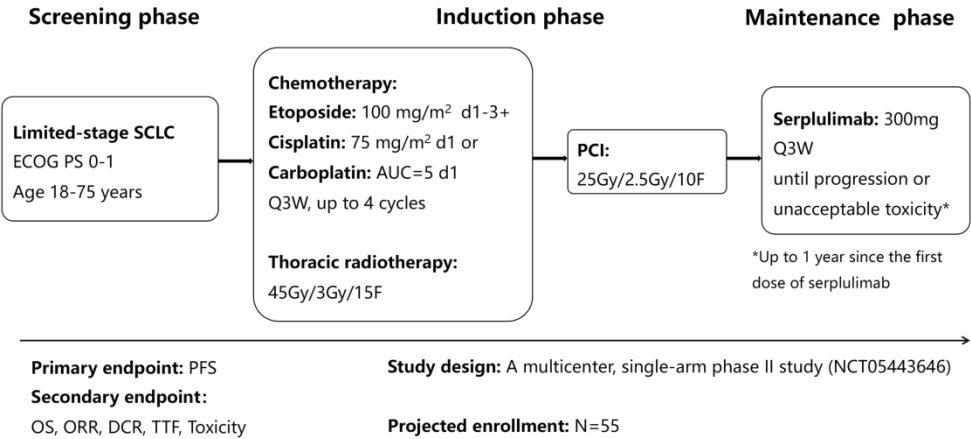 Screening phase
Induction phase
Maintenance phase
Limited-stage SCLC
ECOG PS 0-1
Age 18-75 years
Chemotherapy:
Etoposide: 100 mg/m² d1-3+
Cisplatin: 75 mg/m² d1 or
Carboplatin: AUC=5 d1
Q3W, up to 4 cycles
Thoracic radiotherapy:
45Gy/3Gy/15F
PCI:
25Gy/2.5Gy/10F
Serplulimab: 300mg
Q3W
until progression or
unacceptable toxicity*
*Up to 1 year since the first
dose of serplulimab
Primary endpoint: PFS
Secondary endpoint:
OS, ORR, DCR, TTF, Toxicity
Study design: A multicenter, single-arm phase II study (NCT05443646)
Projected enrollment: N=55